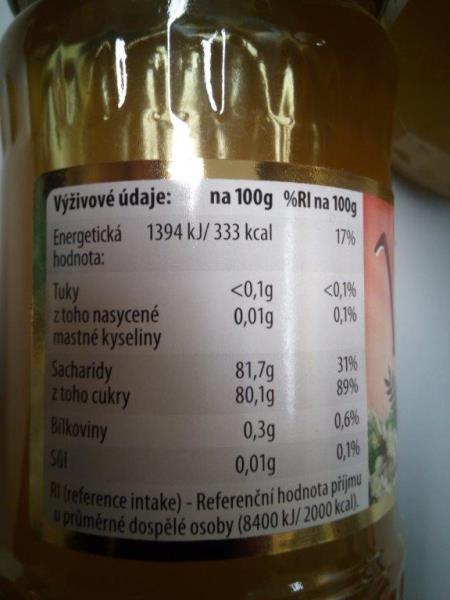 Výživové údaje: na 100g %RI na 100g
Energetická 1394 kJ/ 333 kcal 17%
hodnota:
Tuky <0,1g <0,1%
z toho nasycené 0,01g 0,1%
mastné kyseliny
Sacharidy 81,7g 31%
z toho cukry 80,1g 89%
Bílkoviny 0,3g 0,6%
Sůl 0,01g 0,1%
RI (reference intake) - Referenční hodnota příjmu
u průměrné dospělé osoby (8400 kJ/ 2000 kcal).